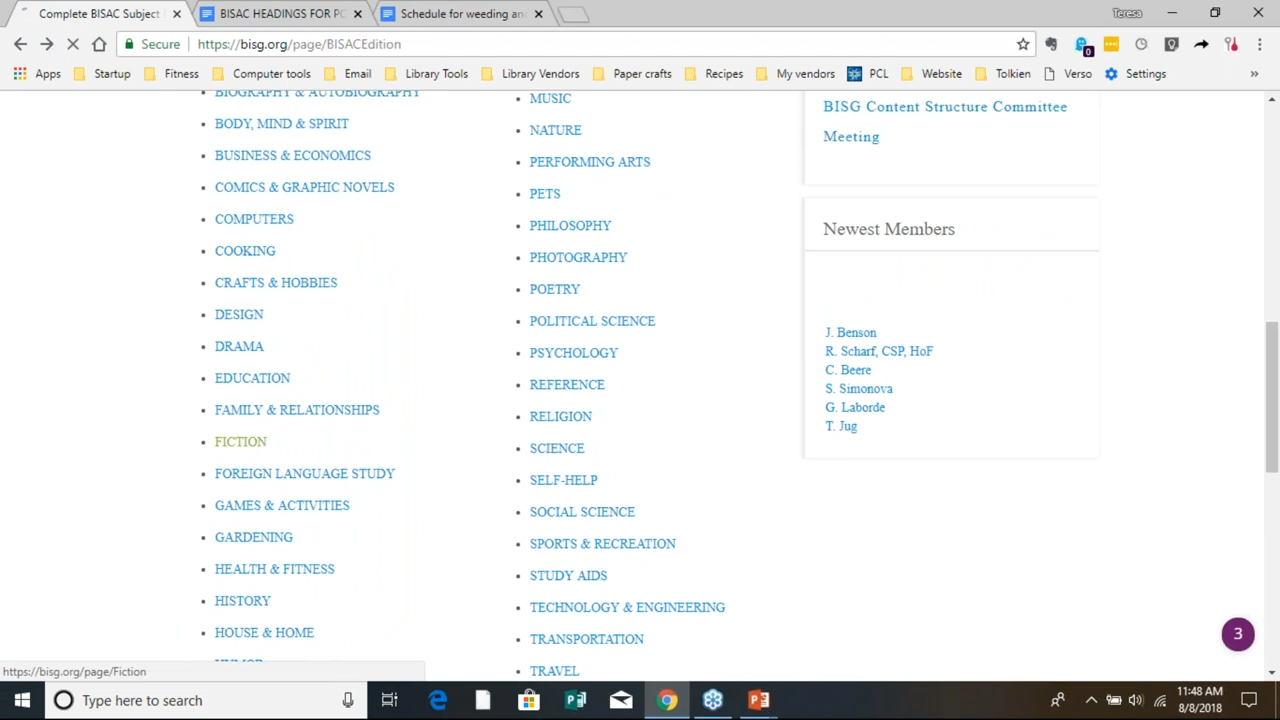 Complete BISAC Subject
BISAC HEADINGS FOR PC
Schedule for weeding an
Teresa
Secure
https://bisg.org/page/BISACEdition
0
Apps
Startup
Fitness
Computer tools
Email
Library Tools
Library Vendors
Paper crafts
Recipes
My vendors
PCL
Website
Tolkien
Verso
Settings
»
BIOGRAPHY & AUTOBIOGRAPHY
BODY, MIND & SPIRIT
BUSINESS & ECONOMICS
COMICS & GRAPHIC NOVELS
COMPUTERS
COOKING
CRAFTS & HOBBIES
DESIGN
DRAMA
EDUCATION
FAMILY & RELATIONSHIPS
FICTION
FOREIGN LANGUAGE STUDY
GAMES & ACTIVITIES
GARDENING
HEALTH & FITNESS
HISTORY
HOUSE & HOME
HUMOR
MUSIC
NATURE
PERFORMING ARTS
PETS
PHILOSOPHY
PHOTOGRAPHY
POETRY
POLITICAL SCIENCE
PSYCHOLOGY
REFERENCE
RELIGION
SCIENCE
SELF-HELP
SOCIAL SCIENCE
SPORTS & RECREATION
STUDY AIDS
TECHNOLOGY & ENGINEERING
TRANSPORTATION
TRAVEL
BISG Content Structure Committee
Meeting
Newest Members
J. Benson
R. Scharf, CSP, HoF
C. Beere
S. Simonova
G. Laborde
T. Jug
3
https://bisg.org/page/Fiction
Type here to search
11:48 AM
8/8/2018